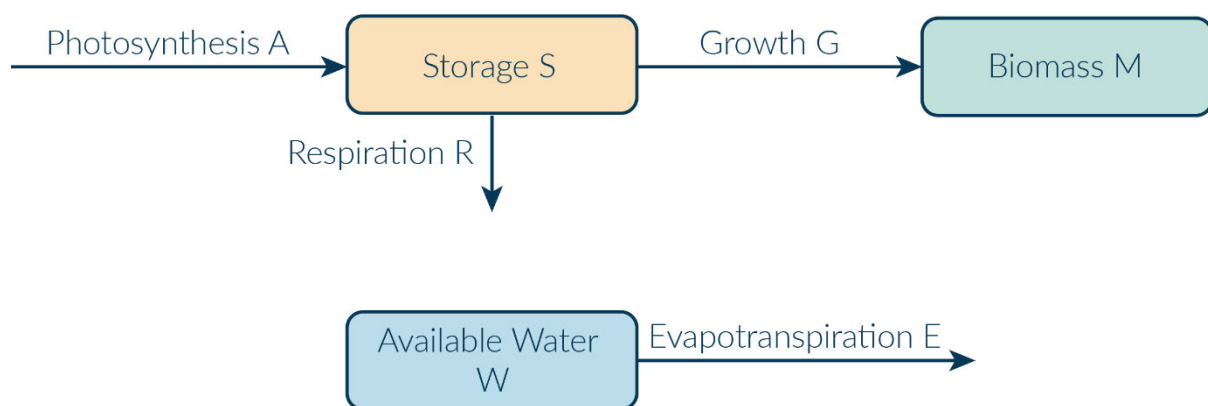 Photosynthesis A
Storage S
Growth G
Biomass M
Respiration R
Available Water
W
Evapotranspiration E